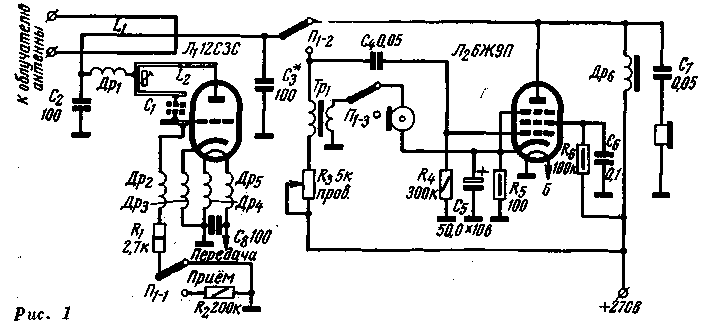 К облучателю
антенны
L1
Л1 12С3С
П1-2
C4 0,05
Л2 6Ж9П
Др1
L2
C1
C2
100
C3*
100
Тр1
П1-3
Др6
C7
0,05
Др2
Др3
Др5
Др4
R1
2,7к
C8 100
Передача
Приём
П1-1
R2 200к
R3 5к
пров.
R4
300к
C5
+
50,0 × 10в
R5
100
б
R6
100к
C6
0,1
+270В
Рис. 1